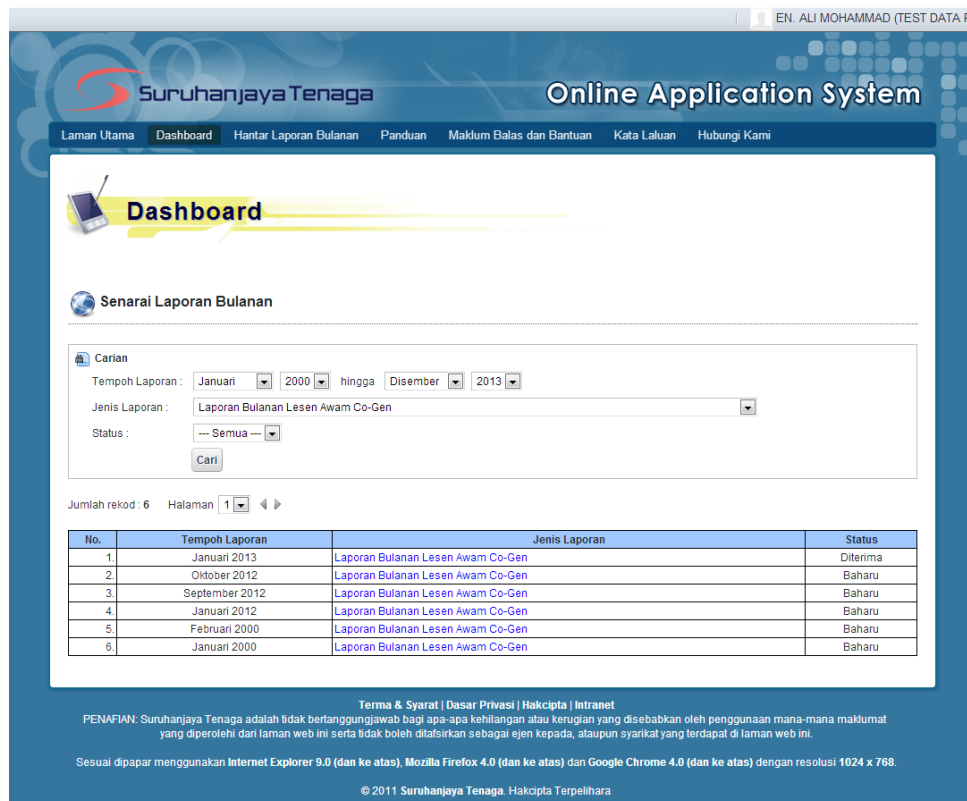 EN. ALI MOHAMMAD (TEST DATA
Suruhanjaya Tenaga
Online Application System
Laman Utama Dashboard Hantar Laporan Bulanan Panduan Maklum Balas dan Bantuan Kata Laluan Hubungi Kami
Dashboard
Senarai Laporan Bulanan
Carian
Tempoh Laporan : Januari 2000 hingga Disember 2013
Jenis Laporan : Laporan Bulanan Lesen Awam Co-Gen
Status : --- Semua ---
Cari
Jumlah rekod : 6 Halaman 1
No. Tempoh Laporan Jenis Laporan Status
1. Januari 2013 Laporan Bulanan Lesen Awam Co-Gen Diterima
2. Oktober 2012 Laporan Bulanan Lesen Awam Co-Gen Baharu
3. September 2012 Laporan Bulanan Lesen Awam Co-Gen Baharu
4. Januari 2012 Laporan Bulanan Lesen Awam Co-Gen Baharu
5. Februari 2000 Laporan Bulanan Lesen Awam Co-Gen Baharu
6. Januari 2000 Laporan Bulanan Lesen Awam Co-Gen Baharu
Terma & Syarat | Dasar Privasi | Hakcipta | Intranet
PENAFIAN: Suruhanjaya Tenaga adalah tidak bertanggungjawab bagi apa-apa kehilangan atau kerugian yang disebabkan oleh penggunaan mana-mana maklumat
yang diperolehi dari laman web ini serta tidak boleh ditafsirkan sebagai ejen kepada, ataupun syarikat yang terdapat di laman web ini.
Sesuai dipapar menggunakan Internet Explorer 9.0 (dan ke atas), Mozilla Firefox 4.0 (dan ke atas) dan Google Chrome 4.0 (dan ke atas) dengan resolusi 1024 x 768.
© 2011 Suruhanjaya Tenaga. Hakcipta Terpelihara